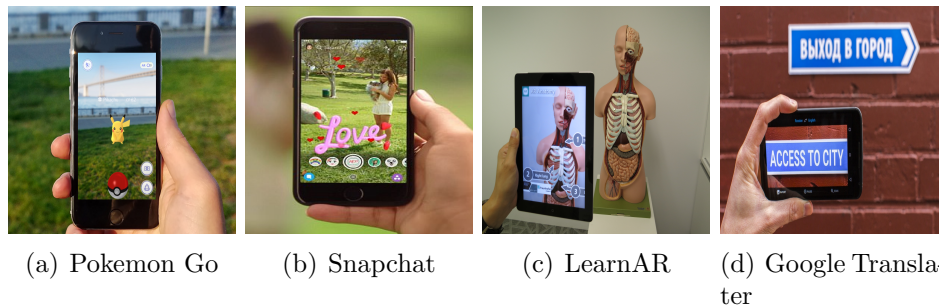 Love
ВЫХОД В ГОРОД
ACCESS TO CITY
(a) Pokemon Go
(b) Snapchat
(c) LearnAR
(d) Google Transla-
ter